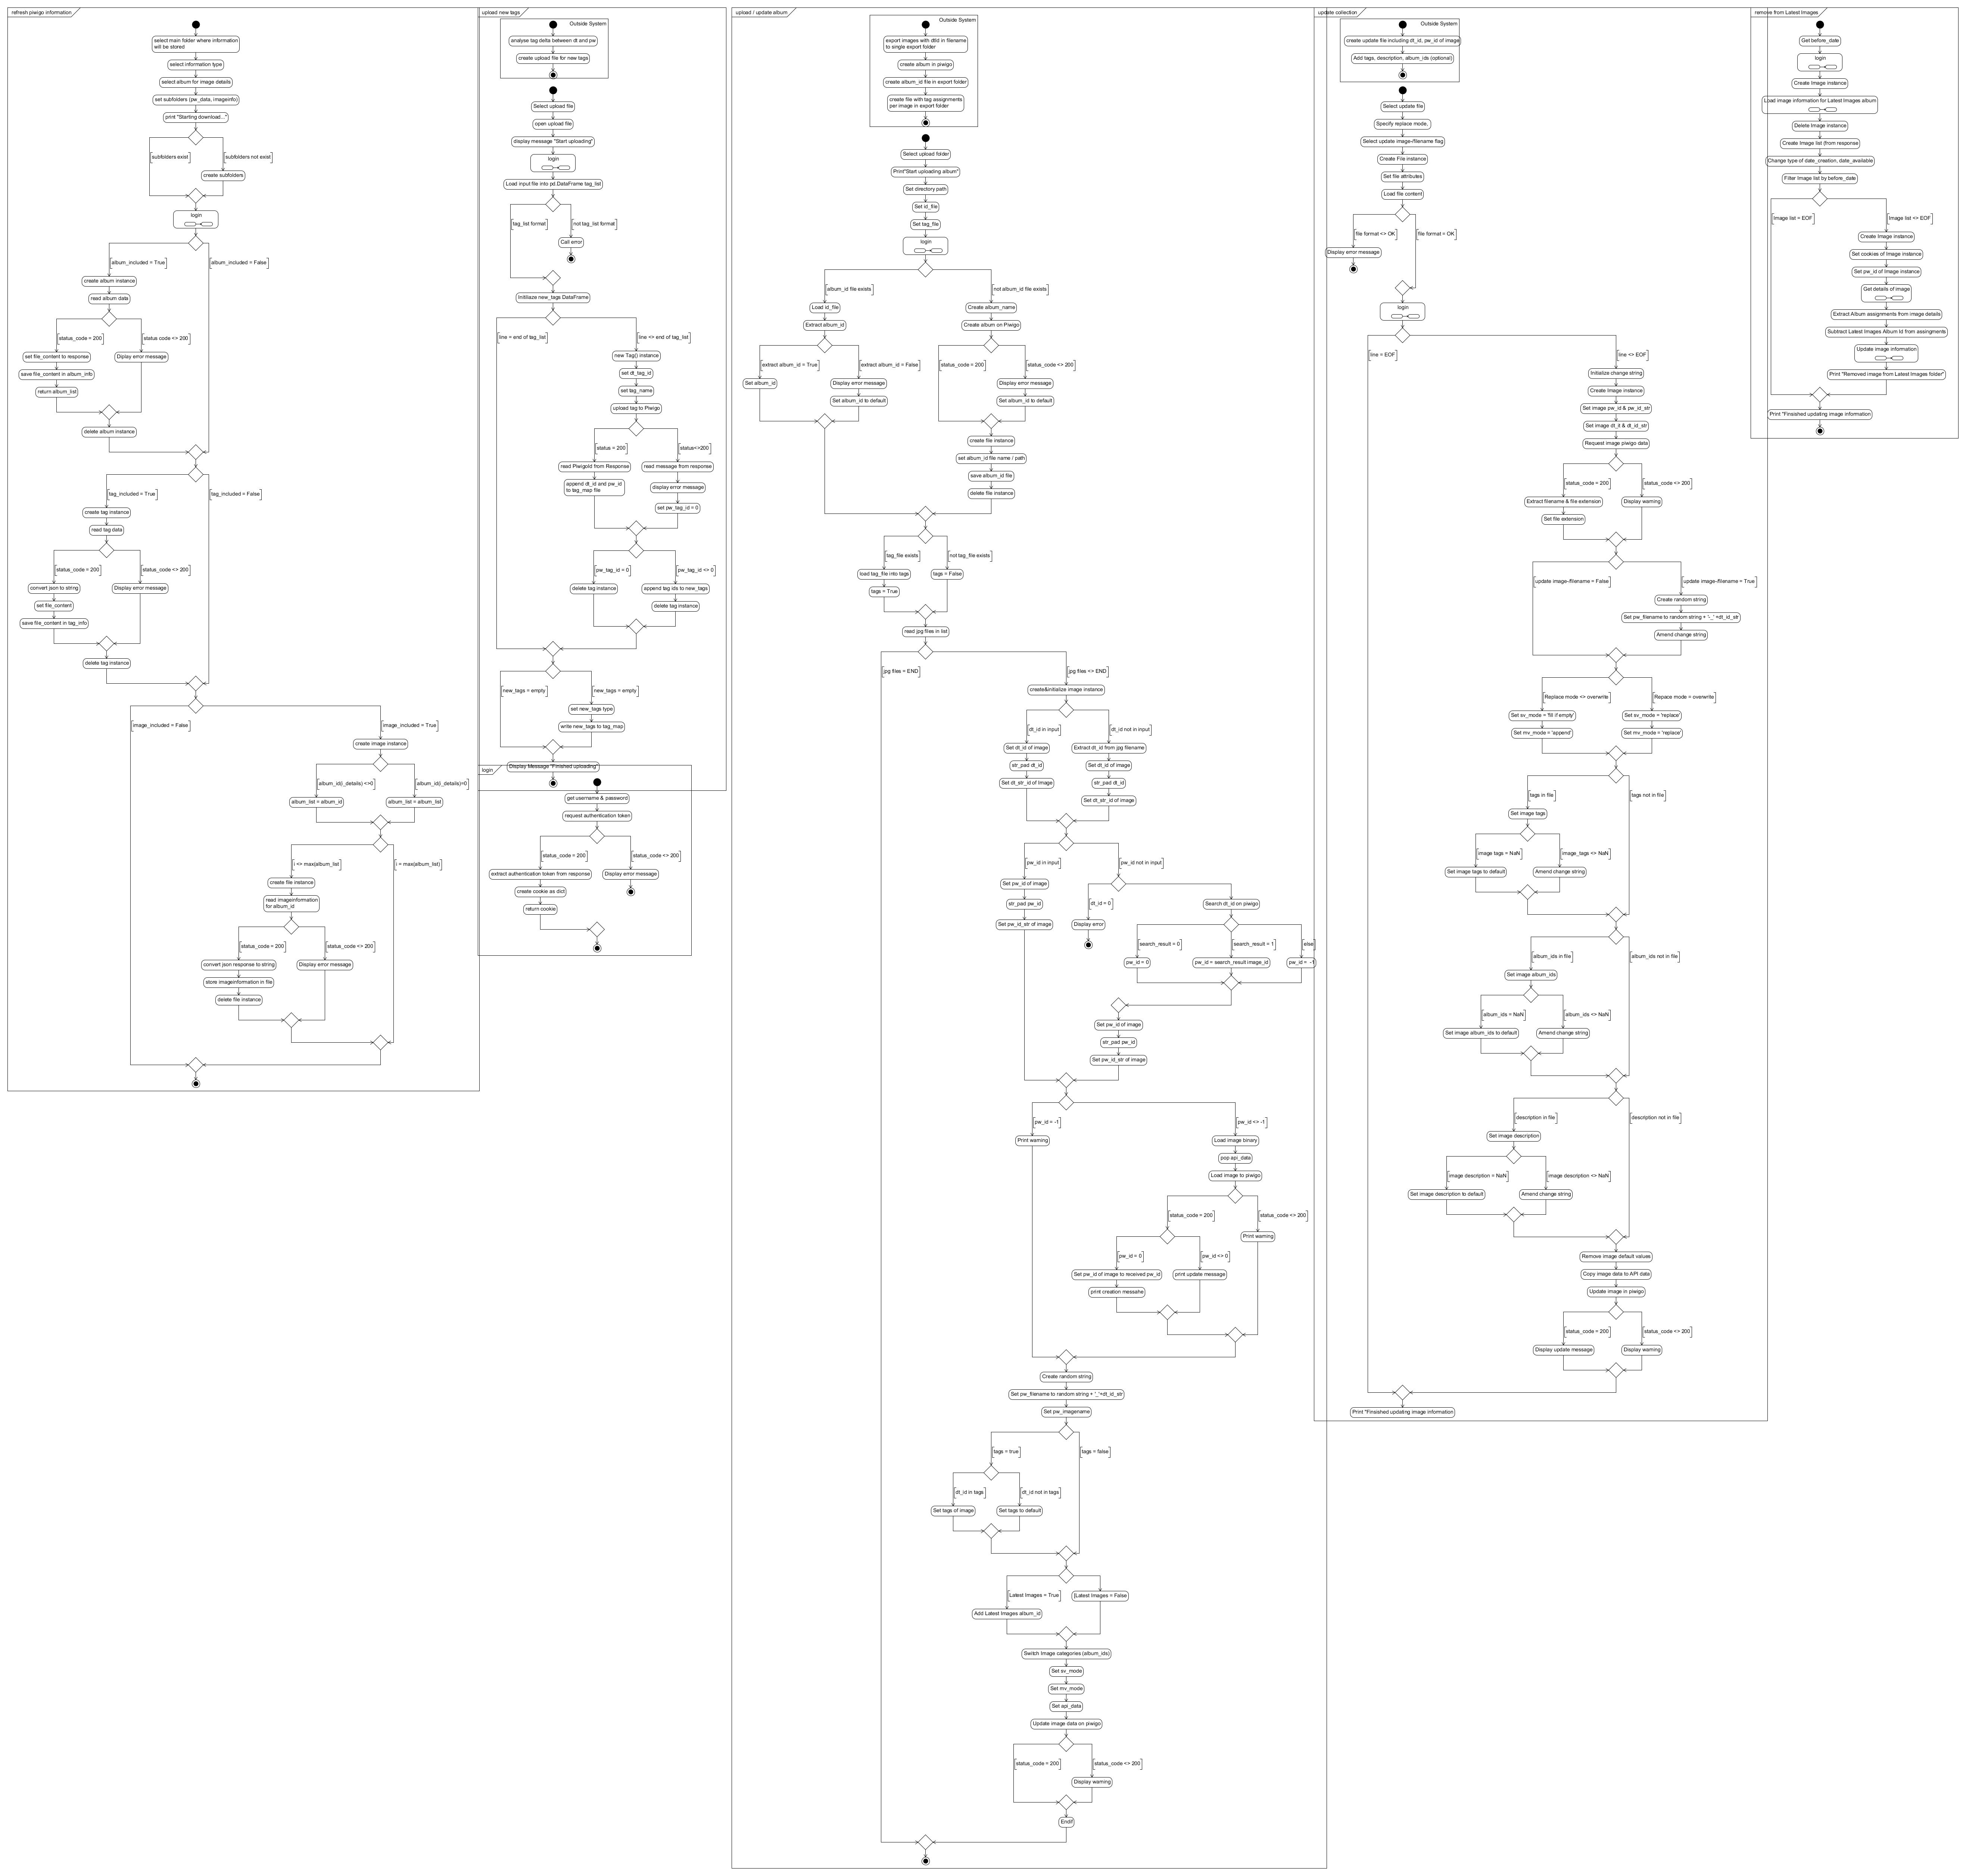 refresh piwigo information
select main folder where information
will be stored
select information type
select album for image details
set subfolders (pw_data, imageinfo)
print "Starting download..."
[subfolders exist]
[subfolders not exist]
create subfolders
login
[album_included = True]
[album_included = False]
create album instance
read album data
[status_code = 200]
[status code <> 200]
set file_content to response
Diplay error message
save file_content in album_info
return album_list
delete album instance
[tag_included = True]
[tag_included = False]
create tag instance
read tag data
[status_code = 200]
[status_code <> 200]
convert json to string
Display error message
set file_content
save file_content in tag_info
delete tag instance
[image_included = False]
[image_included = True]
create image instance
[album_id(i_details) <>0]
[album_id(i_details)=0]
album_list = album_id
album_list = album_list
[i <> max(album_list]
[i = max(album_list)]
create file instance
read imageinformation
for album_id
[status_code = 200]
[status_code <> 200]
convert json response to string
Display error message
store imageinformation in file
delete file instance
upload new tags
Outside System
analyse tag delta between dt and pw
create upload file for new tags
Select upload file
open upload file
display message "Start uploading"
login
Load input file into pd.DataFrame tag_list
[tag_list format]
[not tag_list format]
Call error
Initiliaze new_tags DataFrame
[line = end of tag_list]
[line <> end of tag_list]
new Tag() instance
set dt_tag_id
set tag_name
upload tag to Piwigo
[status = 200]
[status<>200]
read PiwigoId from Response
read message from response
append dt_id and pw_id
to tag_map file
display error message
set pw_tag_id = 0
[pw_tag_id = 0]
[pw_tag_id <> 0]
delete tag instance
append tag ids to new_tags
delete tag instance
[new_tags = empty]
[new_tags = empty]
set new_tags type
write new_tags to tag_map
Display Message "Finished uploading"
login
get username & password
request authentication token
[status_code = 200]
[status_code <> 200]
extract authentication token from response
Display error message
create cookie as dict
return cookie
upload / update album
Outside System
export images with dtid in filename
to single export folder
create album in piwigo
create album_id file in export folder
create file with tag assignments
per image in export folder
Select upload folder
Print"Start uploading album"
Set directory path
Set id_file
Set tag_file
login
[album_id file exists]
[not album_id file exists]
Load id_file
Create album_name
Extract album_id
Create album on Piwigo
[extract album_id = True]
[extract album_id = False]
[status_code = 200]
[status_code <> 200]
Set album_id
Display error message
Display error message
Set album_id to default
Set album_id to default
create file instance
set album_id file name / path
save album_id file
delete file instance
[tag_file exists]
[not tag_file exists]
load tag_file into tags
tags = False
tags = True
read jpg files in list
[jpg files = END]
[jpg files <> END]
create&initialize image instance
[dt_id in input]
[dt_id not in input]
Set dt_id of image
Extract dt_id from jpg filename
str_pad dt_id
Set dt_id of image
Set dt_str_id of Image
str_pad dt_id
Set dt_str_id of image
[pw_id in input]
[pw_id not in input]
Set pw_id of image
[dt_id = 0]
Search dt_id on piwigo
str_pad pw_id
Set pw_id_str of image
Display error
[search_result = 0]
[search_result = 1]
[else]
pw_id = 0
pw_id = search_result image_id
pw_id = -1
Set pw_id of image
str_pad pw_id
Set pw_id_str of image
[pw_id = -1]
[pw_id <> -1]
Print warning
Load image binary
pop api_data
Load image to piwigo
[status_code = 200]
[status_code <> 200]
Print warning
[pw_id = 0]
[pw_id <> 0]
Set pw_id of image to received pw_id
print update message
print creation messahe
Create random string
Set pw_filename to random string + '_'+dt_id_str
Set pw_imagename
[tags = true]
[tags = false]
[dt_id in tags]
[dt_id not in tags]
Set tags of image
Set tags to default
[Latest Images = True]
[Latest Images = False
Add Latest Images album_id
Switch Image categories (album_ids)
Set sv_mode
Set mv_mode
Set api_data
Update image data on piwigo
[status_code = 200]
[status_code <> 200]
Display warning
Endif
update collection
Outside System
create update file including dt_id, pw_id of image
Add tags, description, album_ids (optional)
Select update file
Specify replace mode,
Select update image-/filename flag
Create File instance
Set file attributes
Load file content
[file format <> OK]
[file format = OK]
Display error message
login
[line = EOF]
[line <> EOF]
Initialize change string
Create Image instance
Set image pw_id & pw_id_str
Set image dt_it & dt_id_str
Request image piwigo data
[status_code = 200]
[status_code <> 200]
Extract filename & file extension
Display warning
Set file extension
[update image-/filename = False]
[update image-/filename = True]
Create random string
Set pw_filename to random string + '-_' +dt_id_str
Amend change string
[Replace mode <> overwrite]
[Repace mode = overwrite]
Set sv_mode = 'fill if empty'
Set sv_mode = 'replace'
Set mv_mode = 'append'
Set mv_mode = 'replace'
[tags in file]
[tags not in file]
Set image tags
[image tags = NaN]
[image_tags <> NaN]
Set image tags to default
Amend change string
[album_ids in file]
[album_ids not in file]
Set image album_ids
[album_ids = NaN]
[album_ids <> NaN]
Set image album_ids to default
Amend change string
[description in file]
[description not in file]
Set image description
[image description = NaN]
[image description <> NaN]
Set image description to default
Amend change string
Remove image default values
Copy image data to API data
Update image in piwigo
[status_code = 200]
[status_code <> 200]
Display update message
Display warning
Print "Finsished updating image information
remove from Latest Images
Get before_date
login
Create Image instance
Load image information for Latest Images album
Delete Image instance
Create Image list (from response
Change type of date_creation, date_available
Filter Image list by before_date
[Image list = EOF]
[Image list <> EOF]
Create Image instance
Set cookies of Image instance
Set pw_id of Image instance
Get details of image
Extract Album assignments from image details
Subtract Latest Images Album Id from assingments
Update image information
Print "Removed image from Latest Images folder"
Print "Finsished updating image information